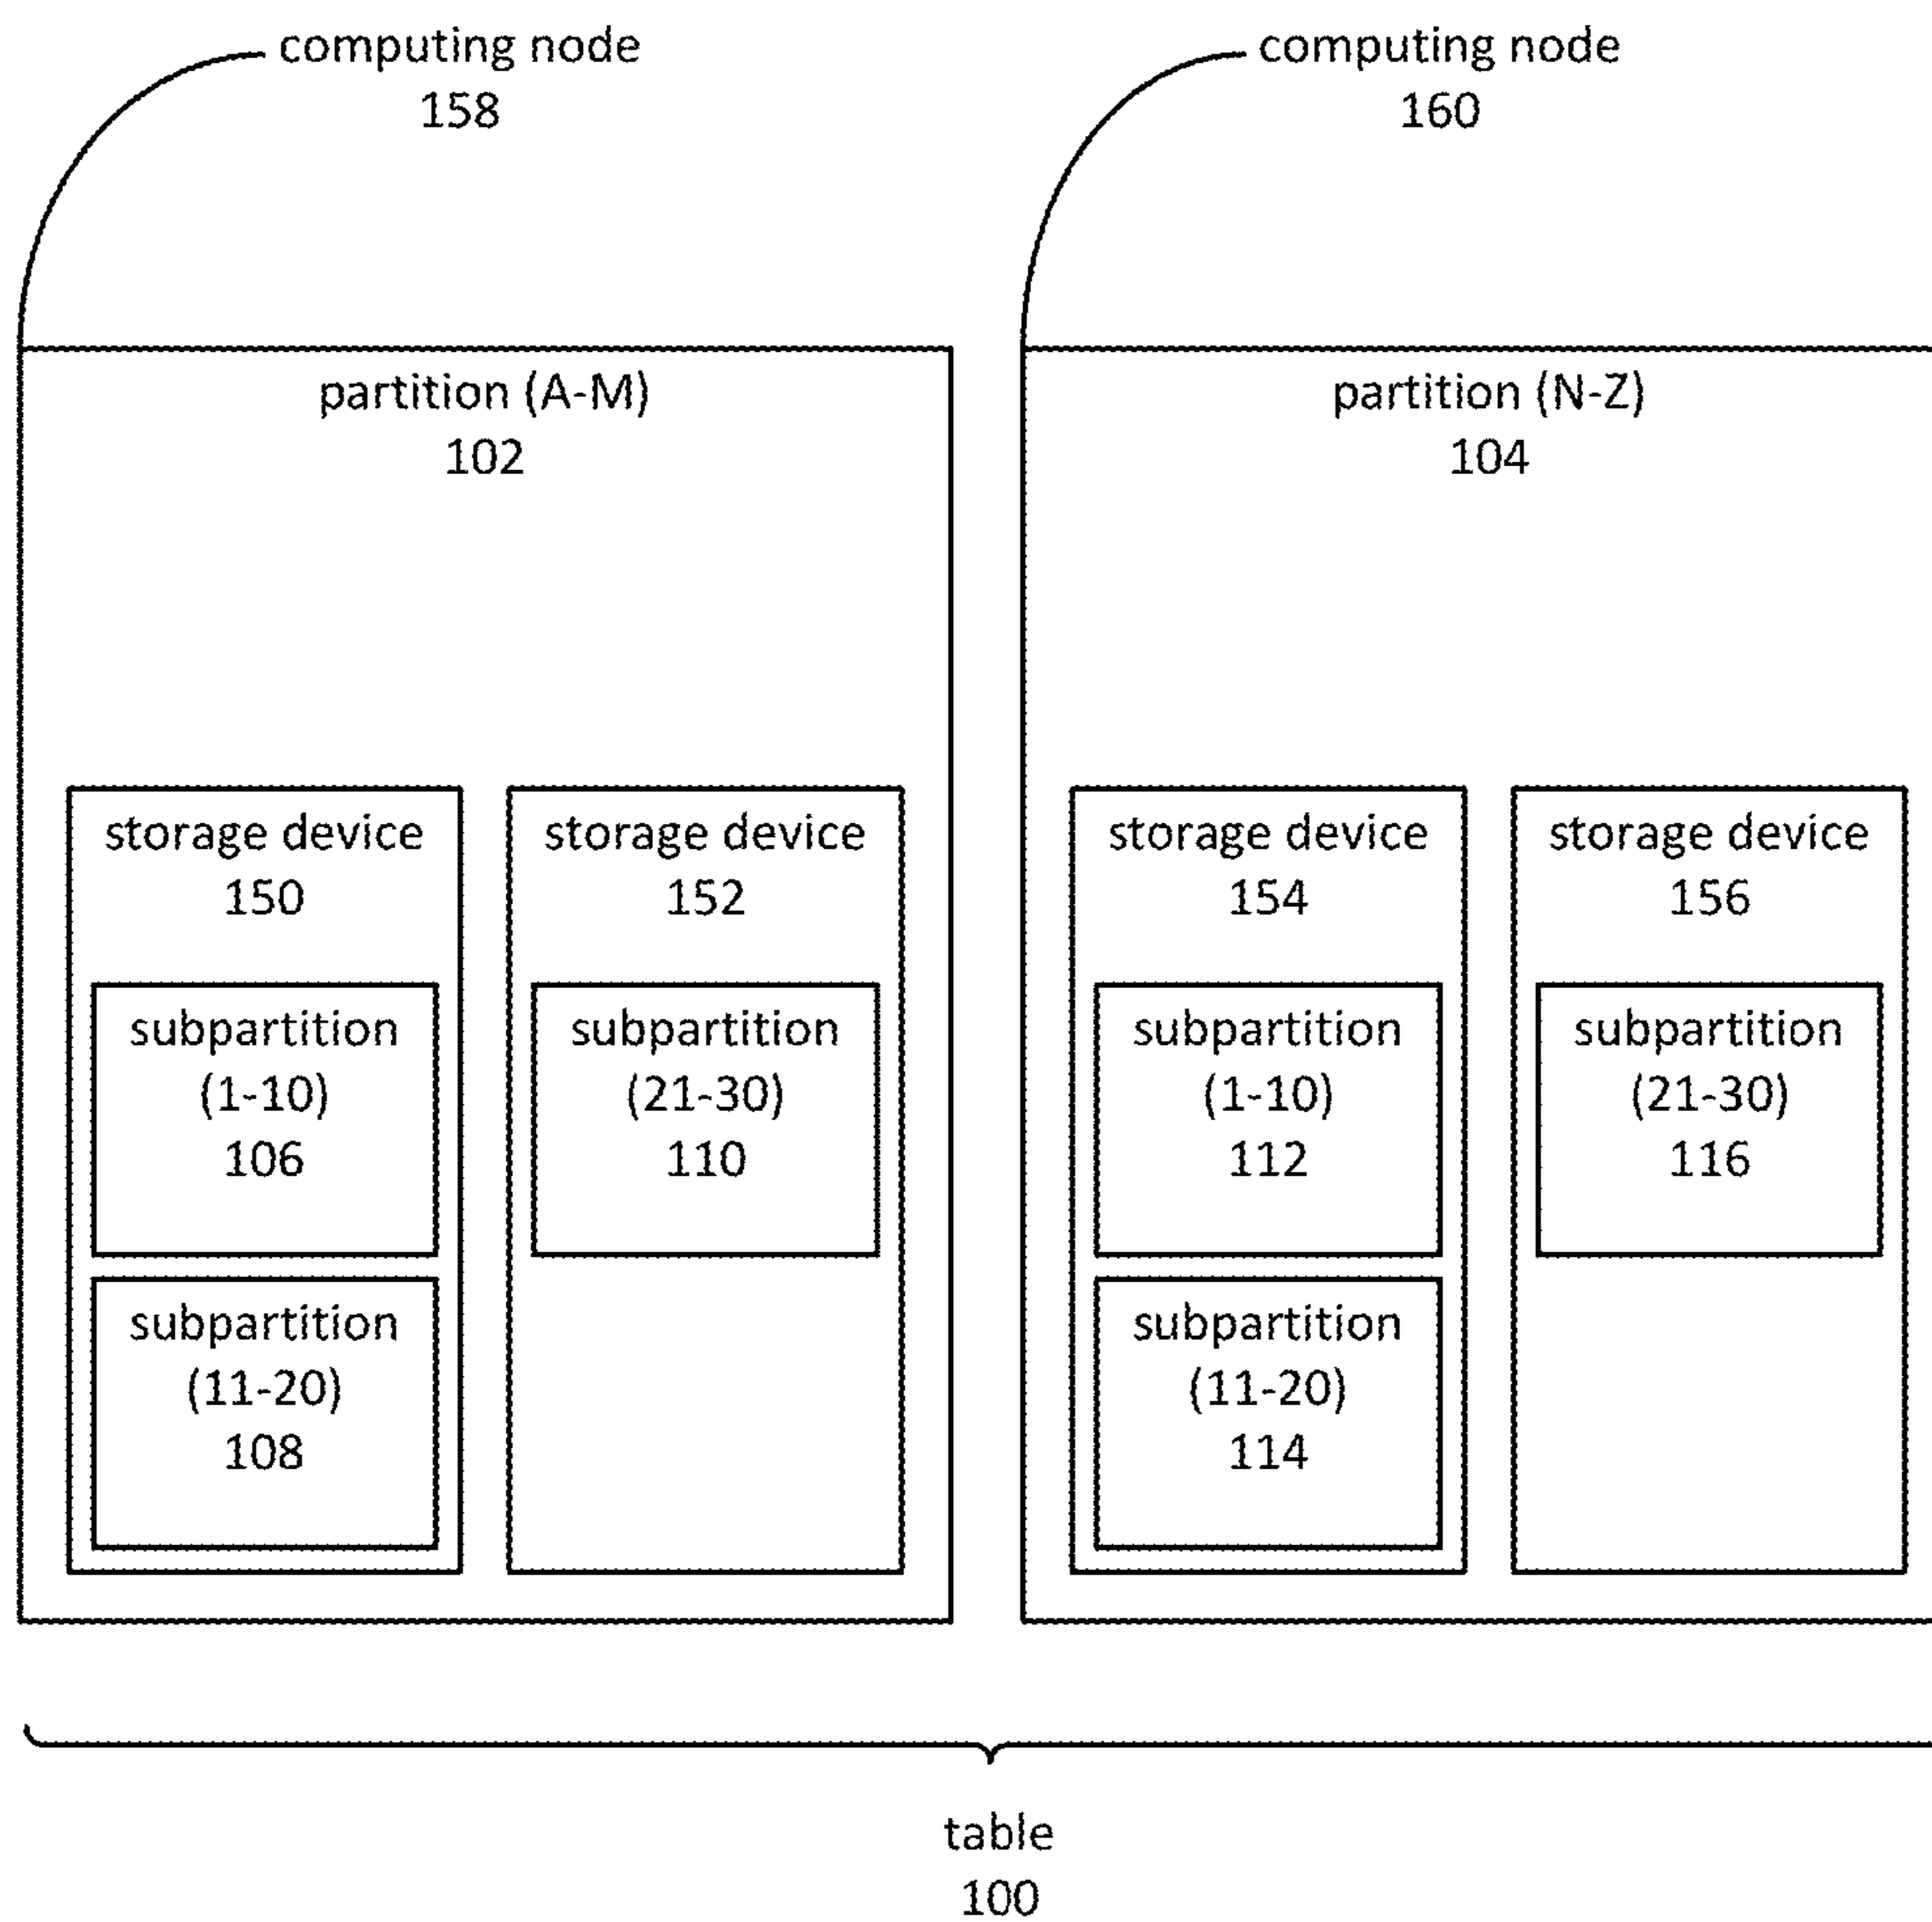 computing node
158
computing node
160
partition (A-M)
102
partition (N-Z)
104
storage device
150
storage device
152
storage device
154
storage device
156
subpartition
(1-10)
106
subpartition
(21-30)
110
subpartition
(1-10)
112
subpartition
(21-30)
116
subpartition
(11-20)
108
subpartition
(11-20)
114
table
100